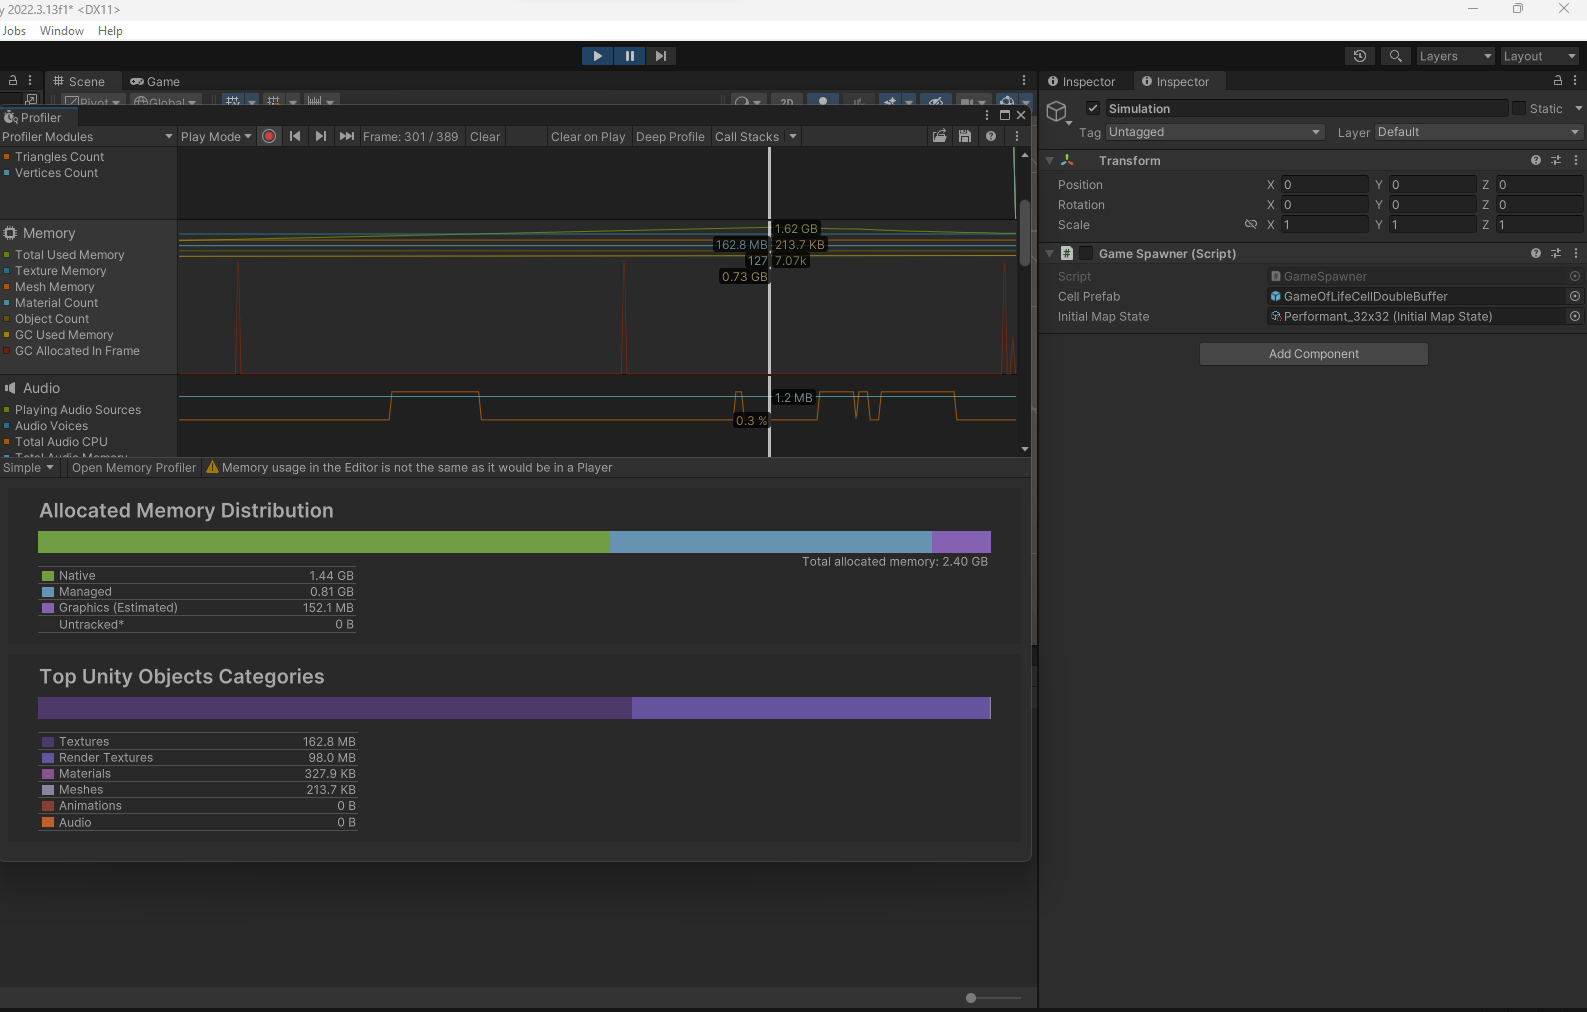 y 2022.3.13f1* <DX11>
Jobs Window Help
Layers Layout
Scene Game
Inspector Inspector
Pivot Global 2D
Profiler
Simulation Static
Tag Untagged Layer Default
Profiler Modules Play Mode Frame: 301 / 389 Clear Clear on Play Deep Profile Call Stacks
Triangles Count
Vertices Count
Transform
Position X 0 Y 0 Z 0
Rotation X 0 Y 0 Z 0
Scale X 1 Y 1 Z 1
Memory
Total Used Memory
Texture Memory
Mesh Memory
Material Count
Object Count
GC Used Memory
GC Allocated In Frame
1.62 GB
162.8 MB 213.7 KB
127 7.07k
0.73 GB
Game Spawner (Script)
Script GameSpawner
Cell Prefab GameOfLifeCellDoubleBuffer
Initial Map State Performant_32x32 (Initial Map State)
Add Component
Audio
Playing Audio Sources
Audio Voices
Total Audio CPU
Total Audio Memory
1.2 MB
0.3 %
Simple Open Memory Profiler Memory usage in the Editor is not the same as it would be in a Player
Allocated Memory Distribution
Total allocated memory: 2.40 GB
Native 1.44 GB
Managed 0.81 GB
Graphics (Estimated) 152.1 MB
Untracked* 0 B
Top Unity Objects Categories
Textures 162.8 MB
Render Textures 98.0 MB
Materials 327.9 KB
Meshes 213.7 KB
Animations 0 B
Audio 0 B